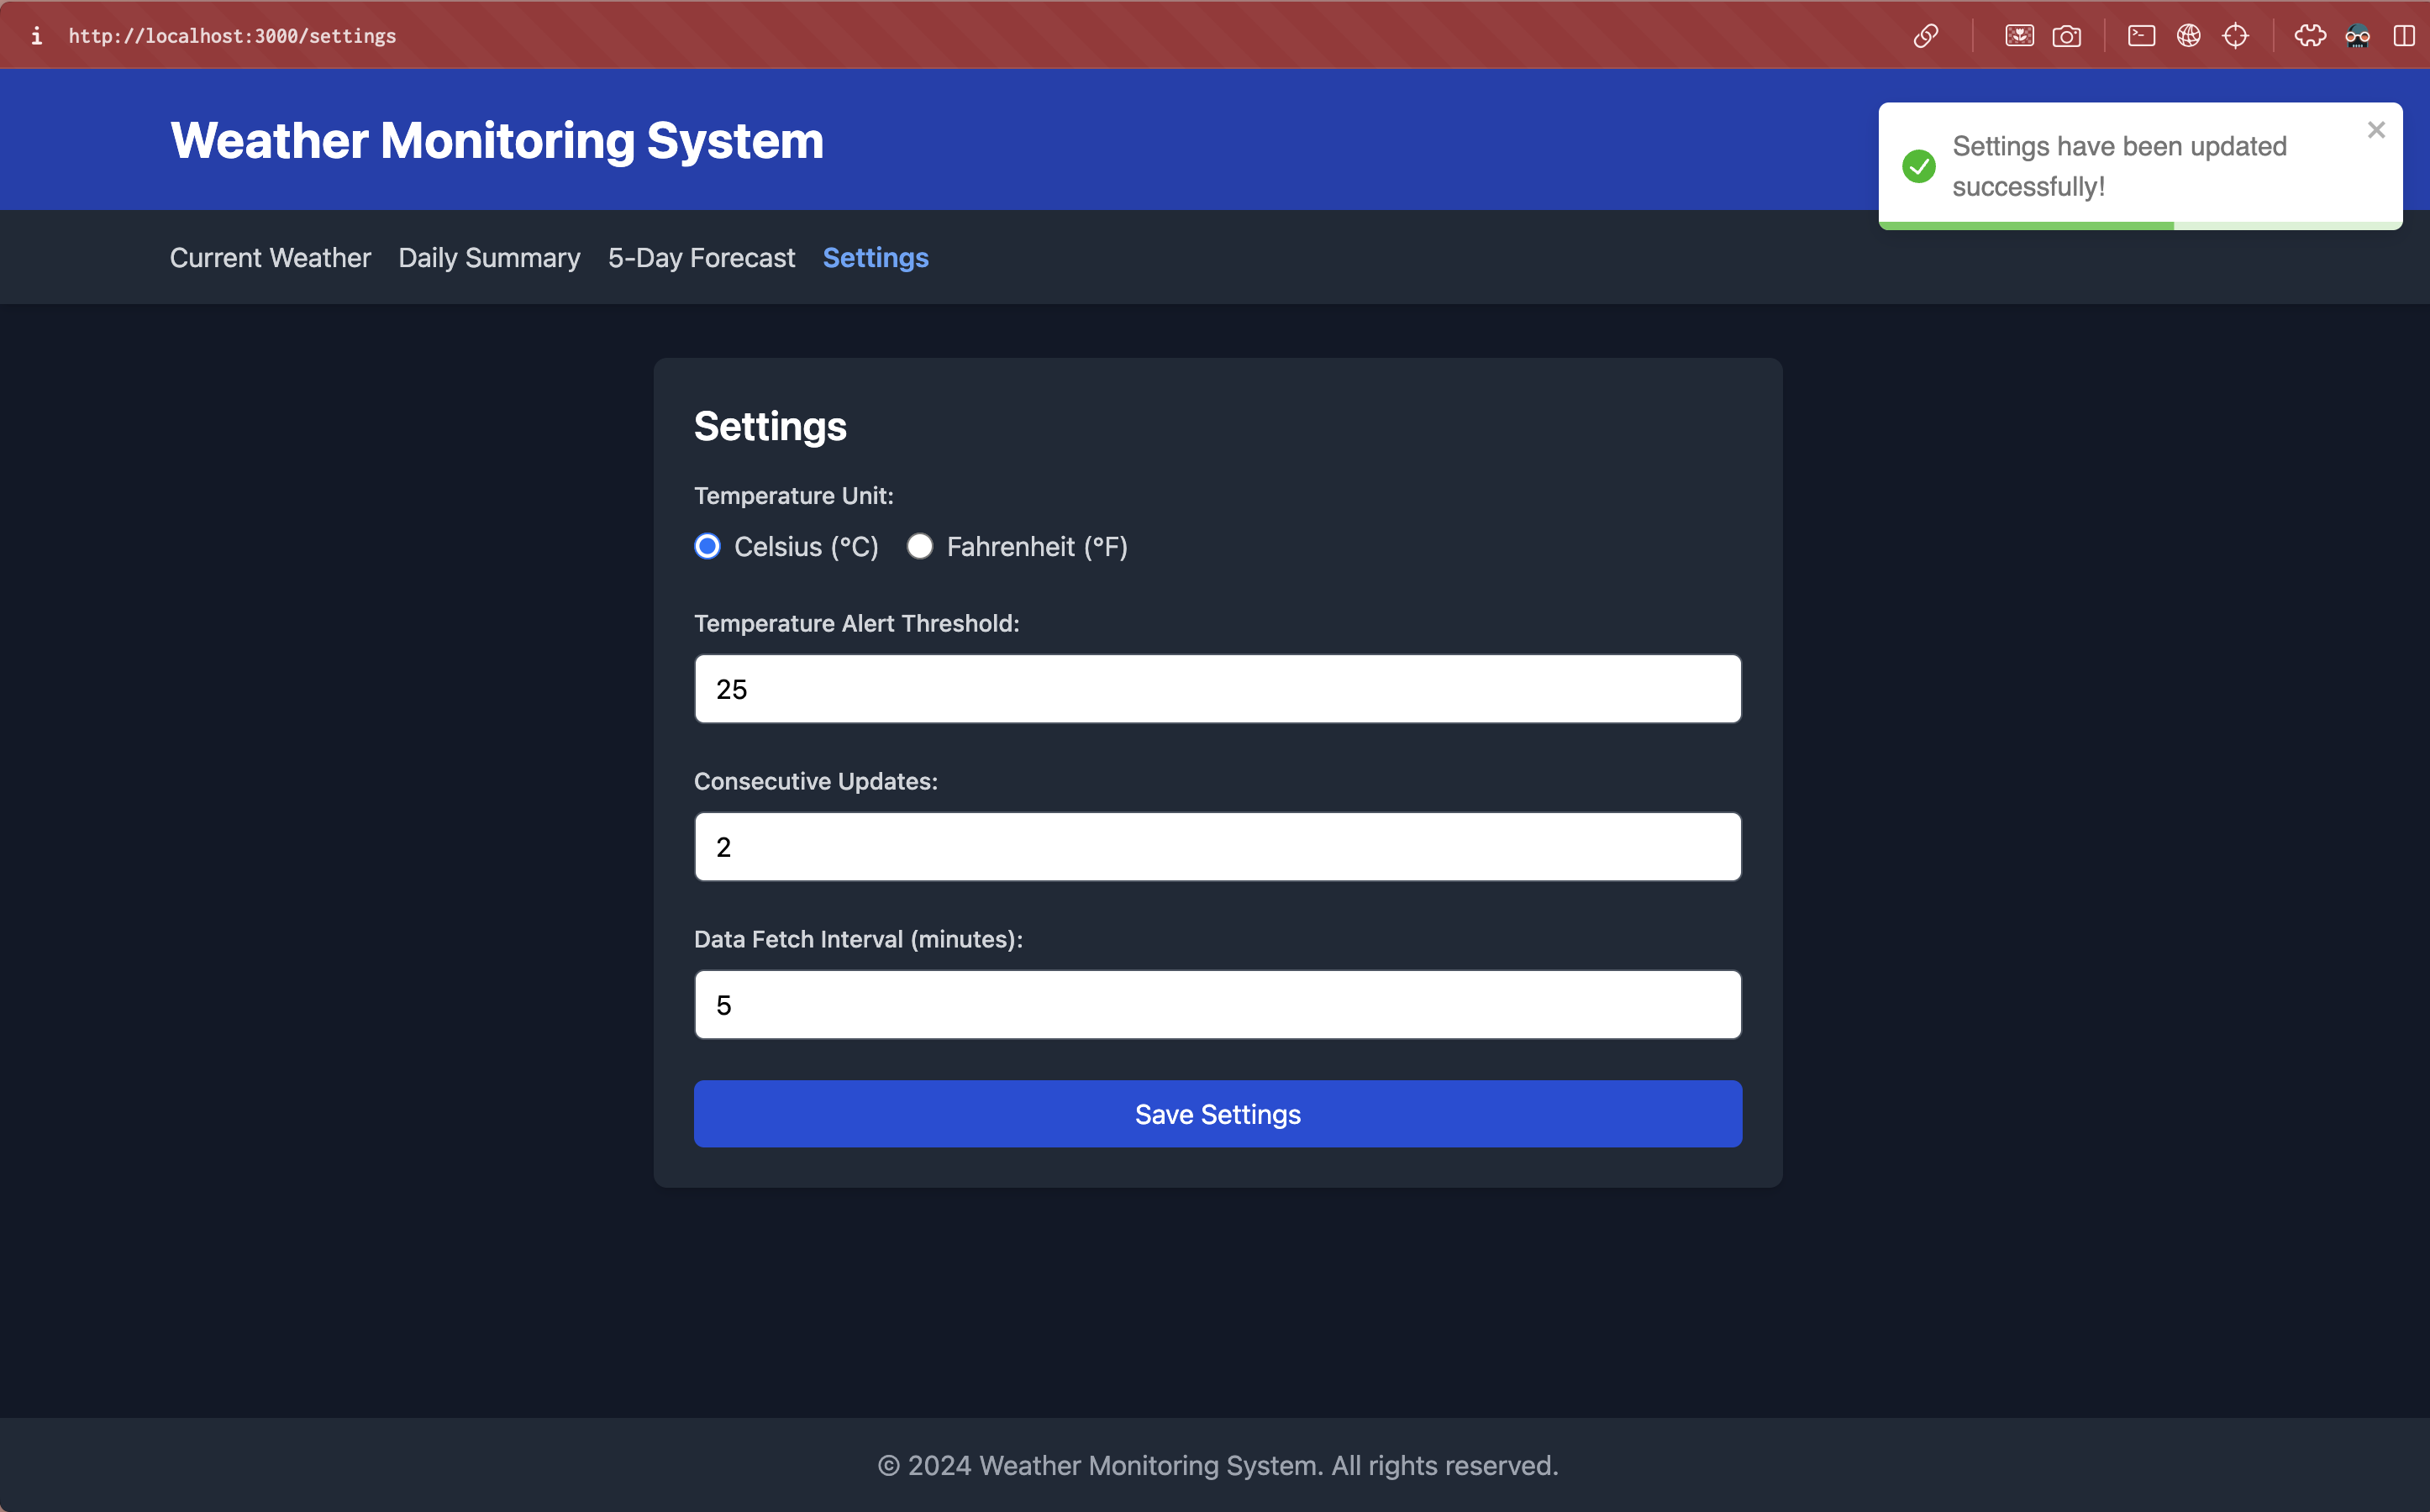 http://localhost:3000/settings
Weather Monitoring System
Settings have been updated
successfully!
Current Weather Daily Summary 5-Day Forecast Settings
Settings
Temperature Unit:
Celsius (°C) Fahrenheit (°F)
Temperature Alert Threshold:
25
Consecutive Updates:
2
Data Fetch Interval (minutes):
5
Save Settings
© 2024 Weather Monitoring System. All rights reserved.